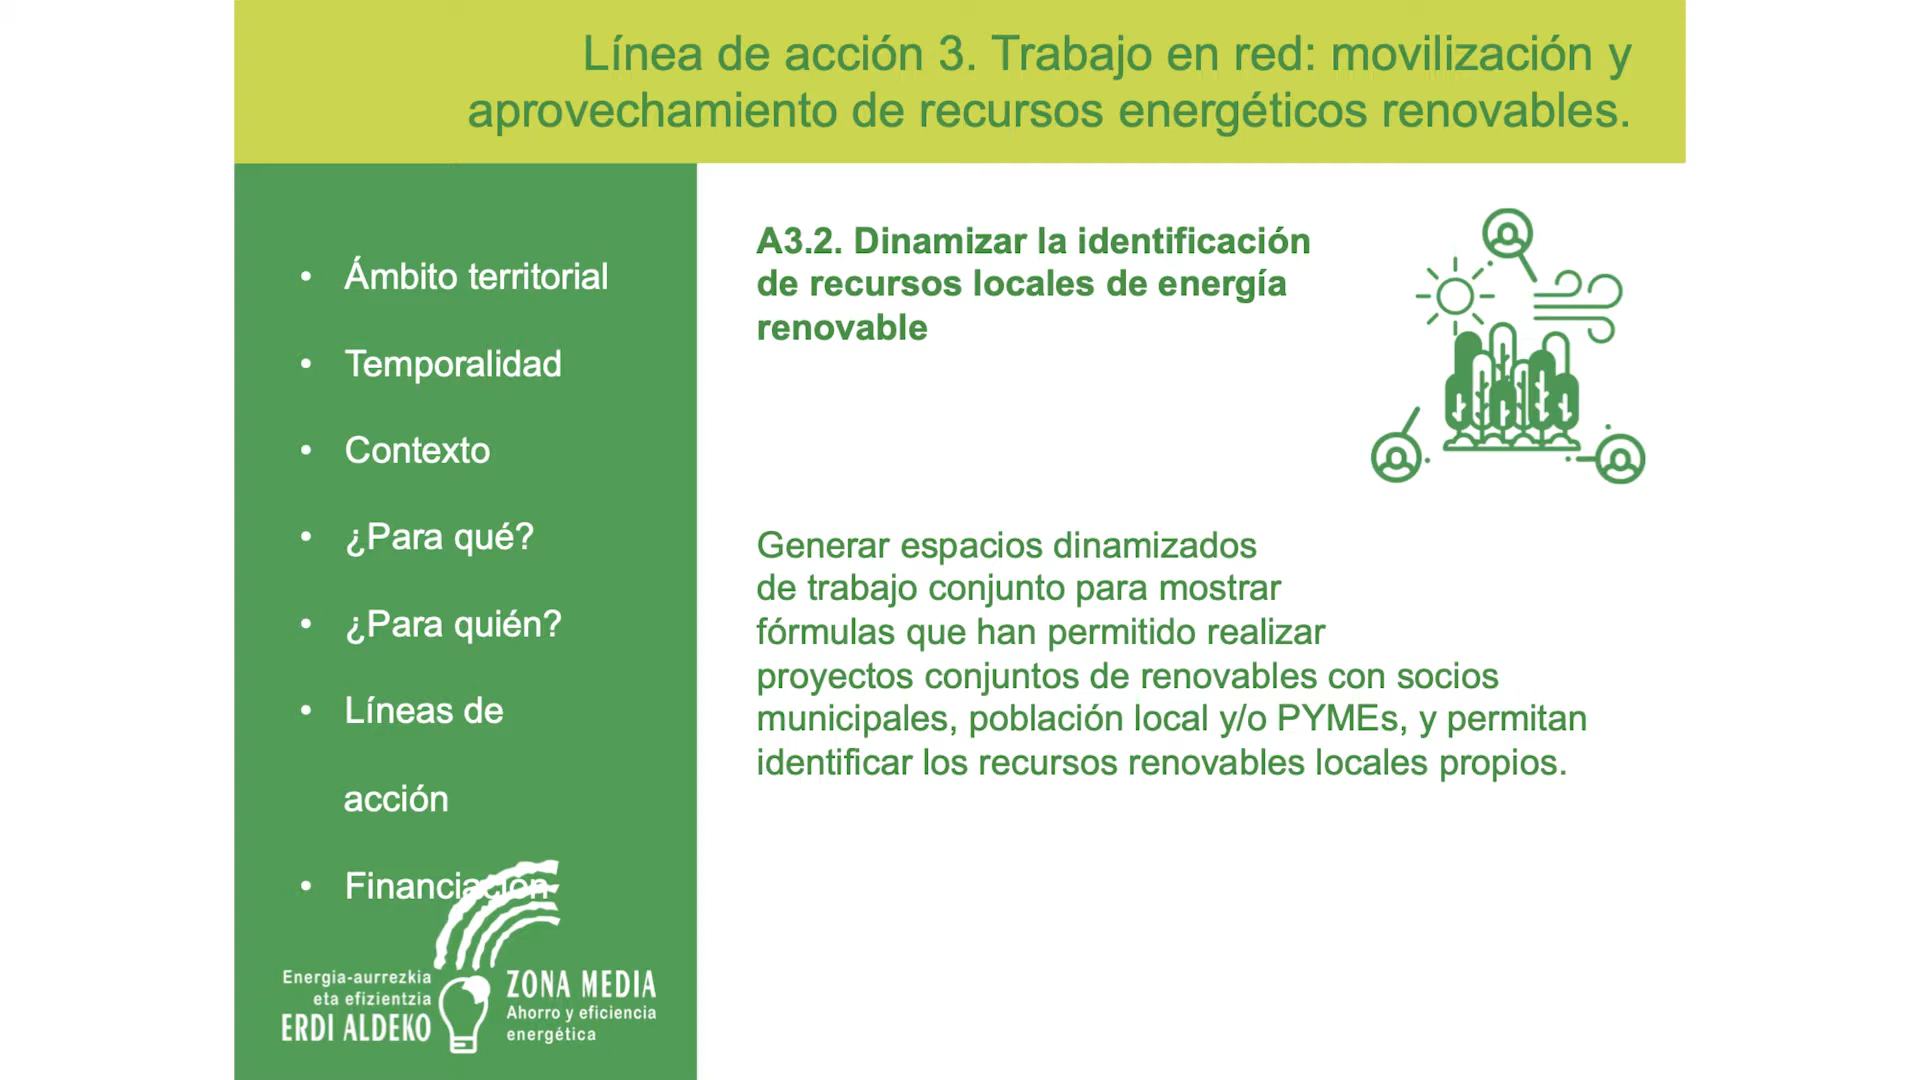 Línea de acción 3. Trabajo en red: movilización y
aprovechamiento de recursos energéticos renovables.
• Ámbito territorial
• Temporalidad
• Contexto
• ¿Para qué?
• ¿Para quién?
• Líneas de
acción
• Financiación
Energia-aurrezkia
eta efizientzia
ERDI ALDEKO
ZONA MEDIA
Ahorro y eficiencia
energética
A3.2. Dinamizar la identificación
de recursos locales de energía
renovable
Generar espacios dinamizados
de trabajo conjunto para mostrar
fórmulas que han permitido realizar
proyectos conjuntos de renovables con socios
municipales, población local y/o PYMEs, y permitan
identificar los recursos renovables locales propios.